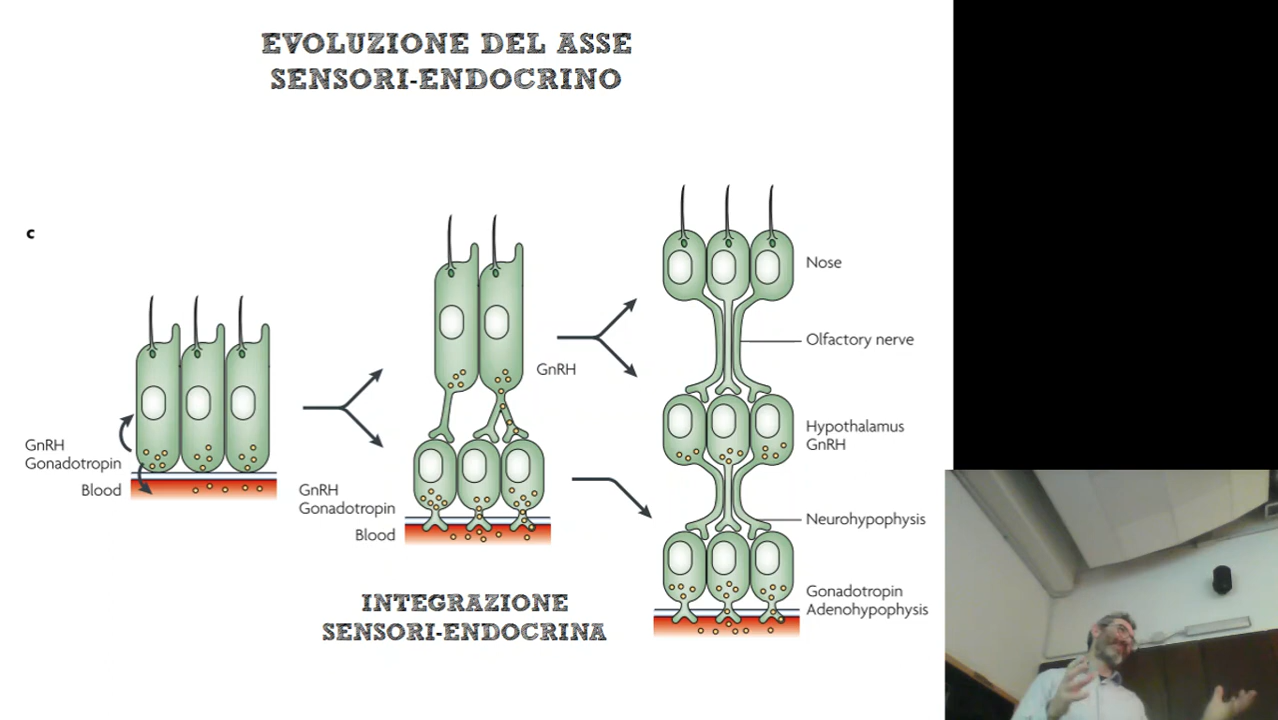 EVOLUZIONE DEL ASSE
SENSORI-ENDOCRINO
c
GnRH
Gonadotropin
Blood
GnRH
GnRH
Gonadotropin
Blood
Nose
Olfactory nerve
Hypothalamus
GnRH
Neurohypophysis
Gonadotropin
Adenohypophysis
INTEGRAZIONE
SENSORI-ENDOCRINA